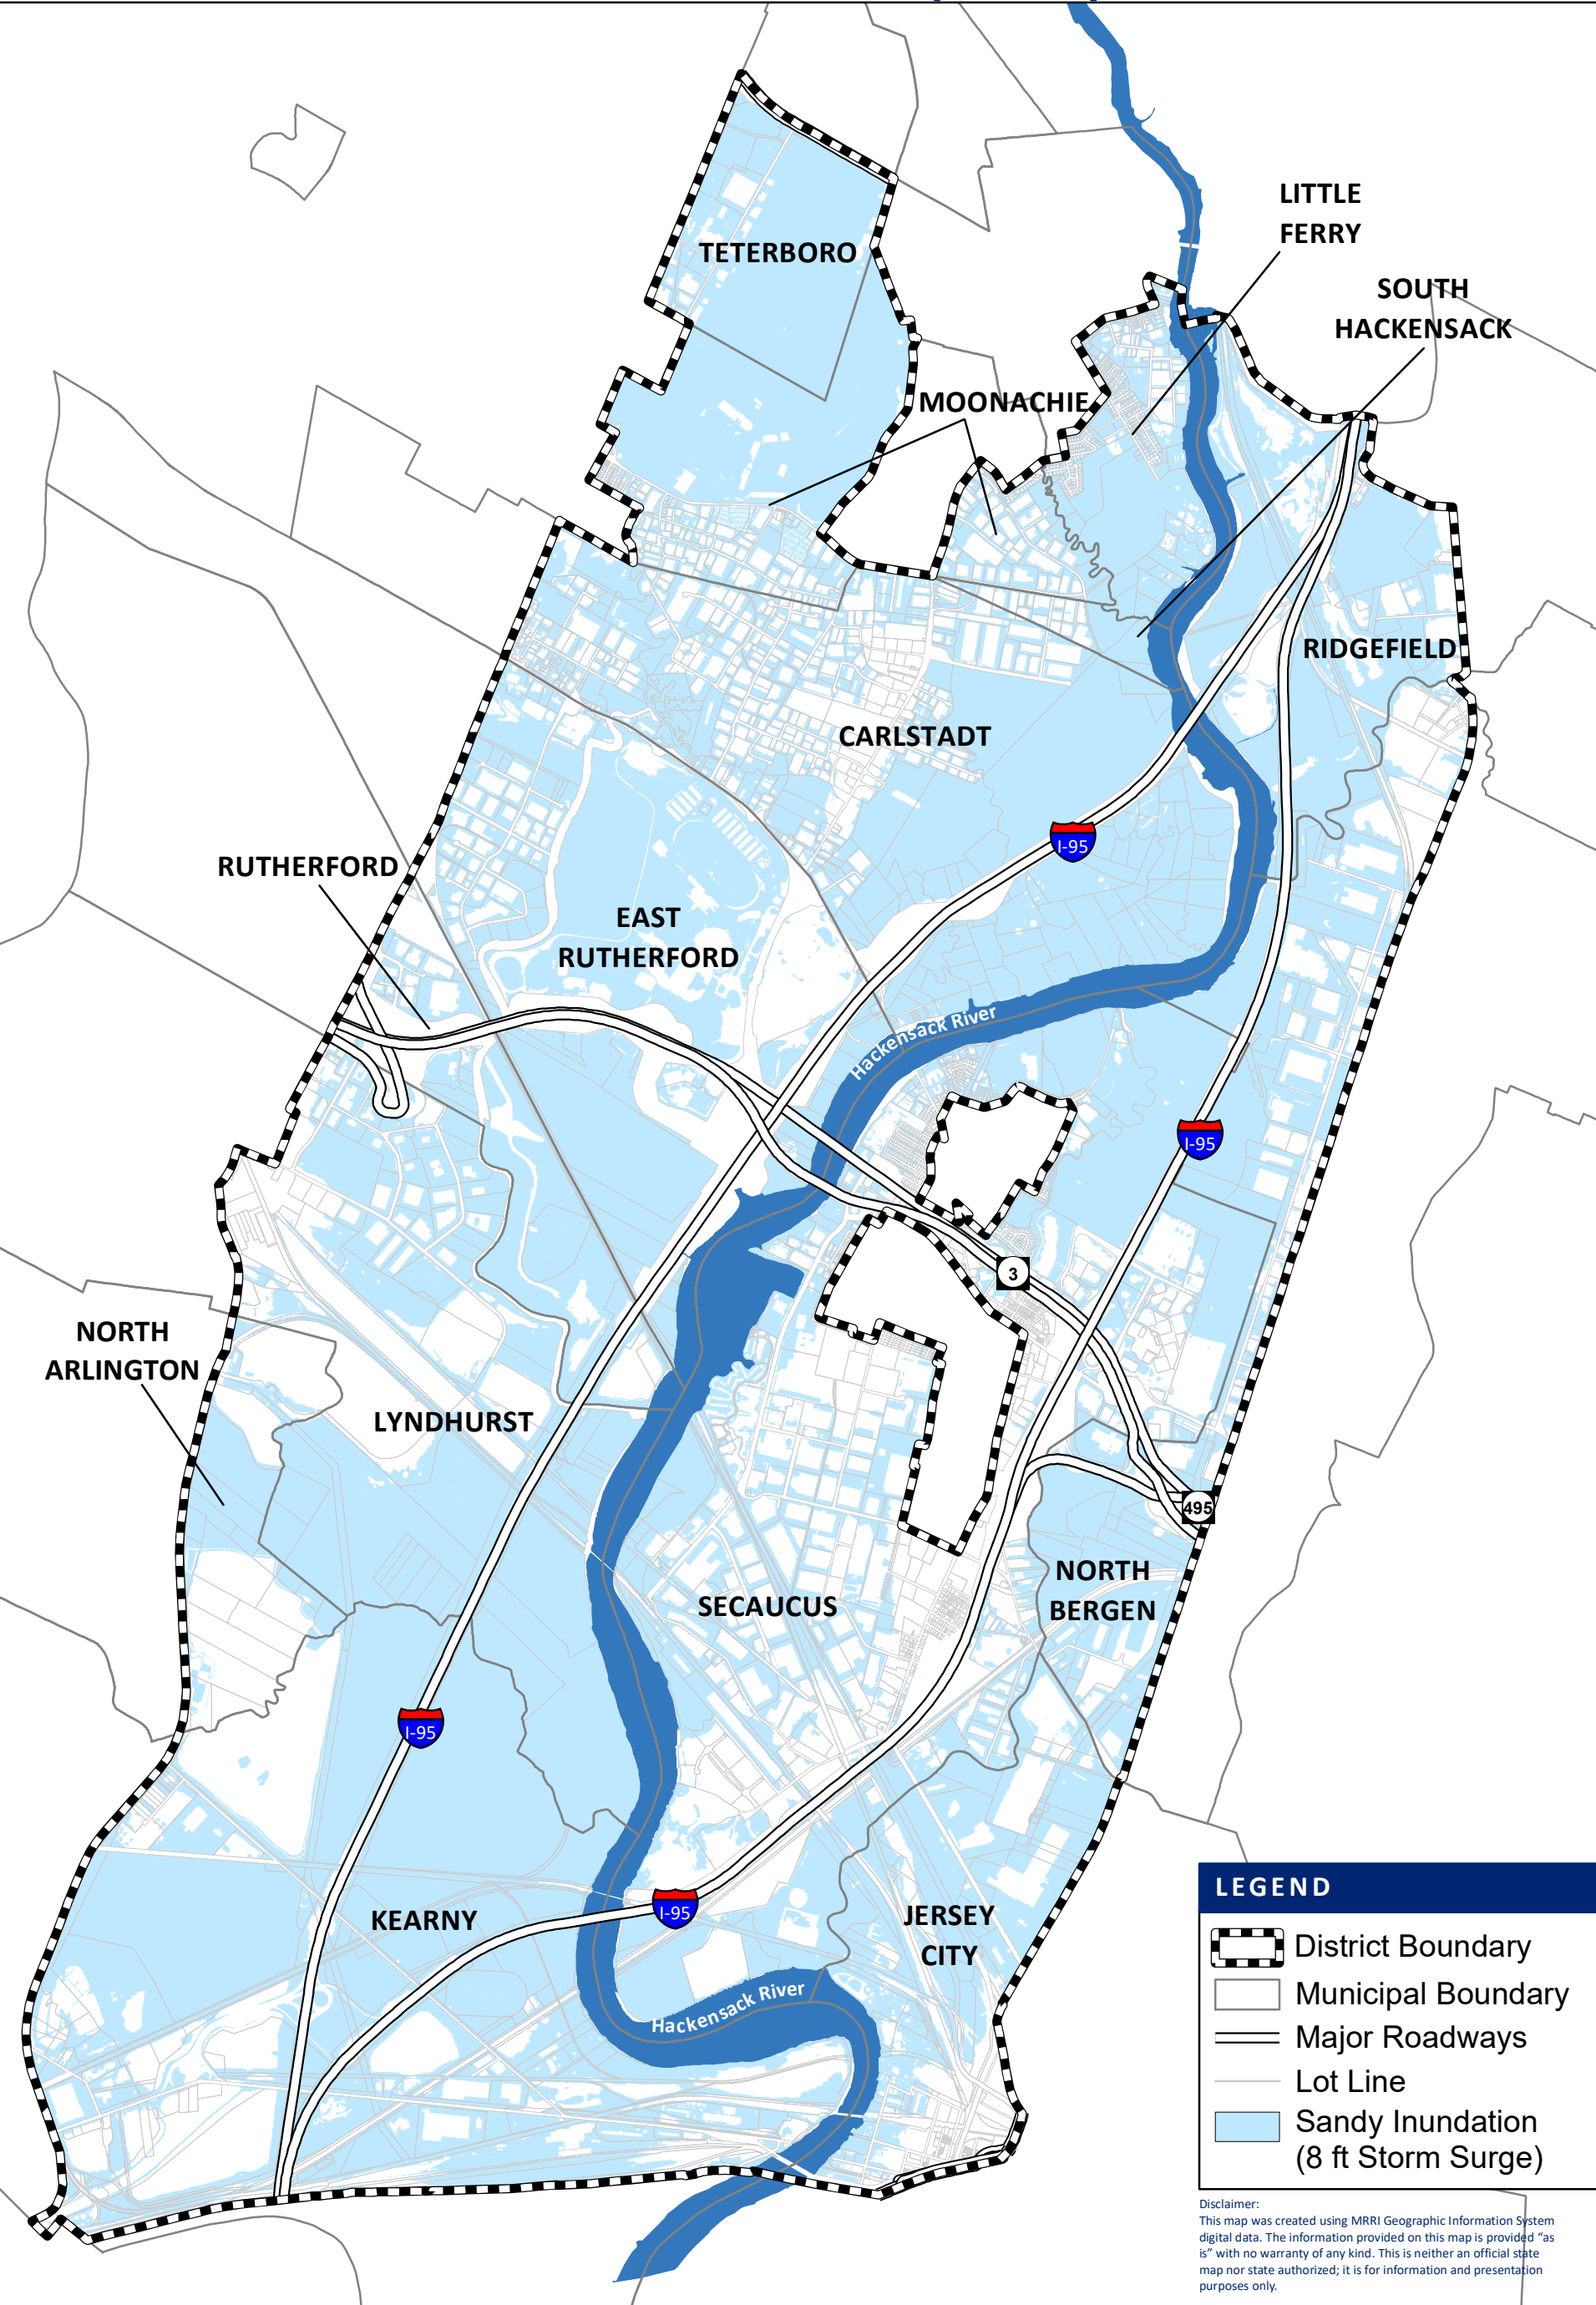 LITTLE
FERRY
TETERBORO
SOUTH
HACKENSACK
MOONACHIE
RIDGEFIELD
CARLSTADT
I-95
RUTHERFORD
EAST
RUTHERFORD
Hackensack River
I-95
3
NORTH
ARLINGTON
LYNDHURST
495
NORTH
BERGEN
SECAUCUS
I-95
I-95
KEARNY
JERSEY
CITY
Hackensack River
LEGEND
District Boundary
Municipal Boundary
Major Roadways
Lot Line
Sandy Inundation
(8 ft Storm Surge)
Disclaimer:
This map was created using MRRI Geographic Information System
digital data. The information provided on this map is provided “as
is” with no warranty of any kind. This is neither an official state
map nor state authorized; it is for information and presentation
purposes only.